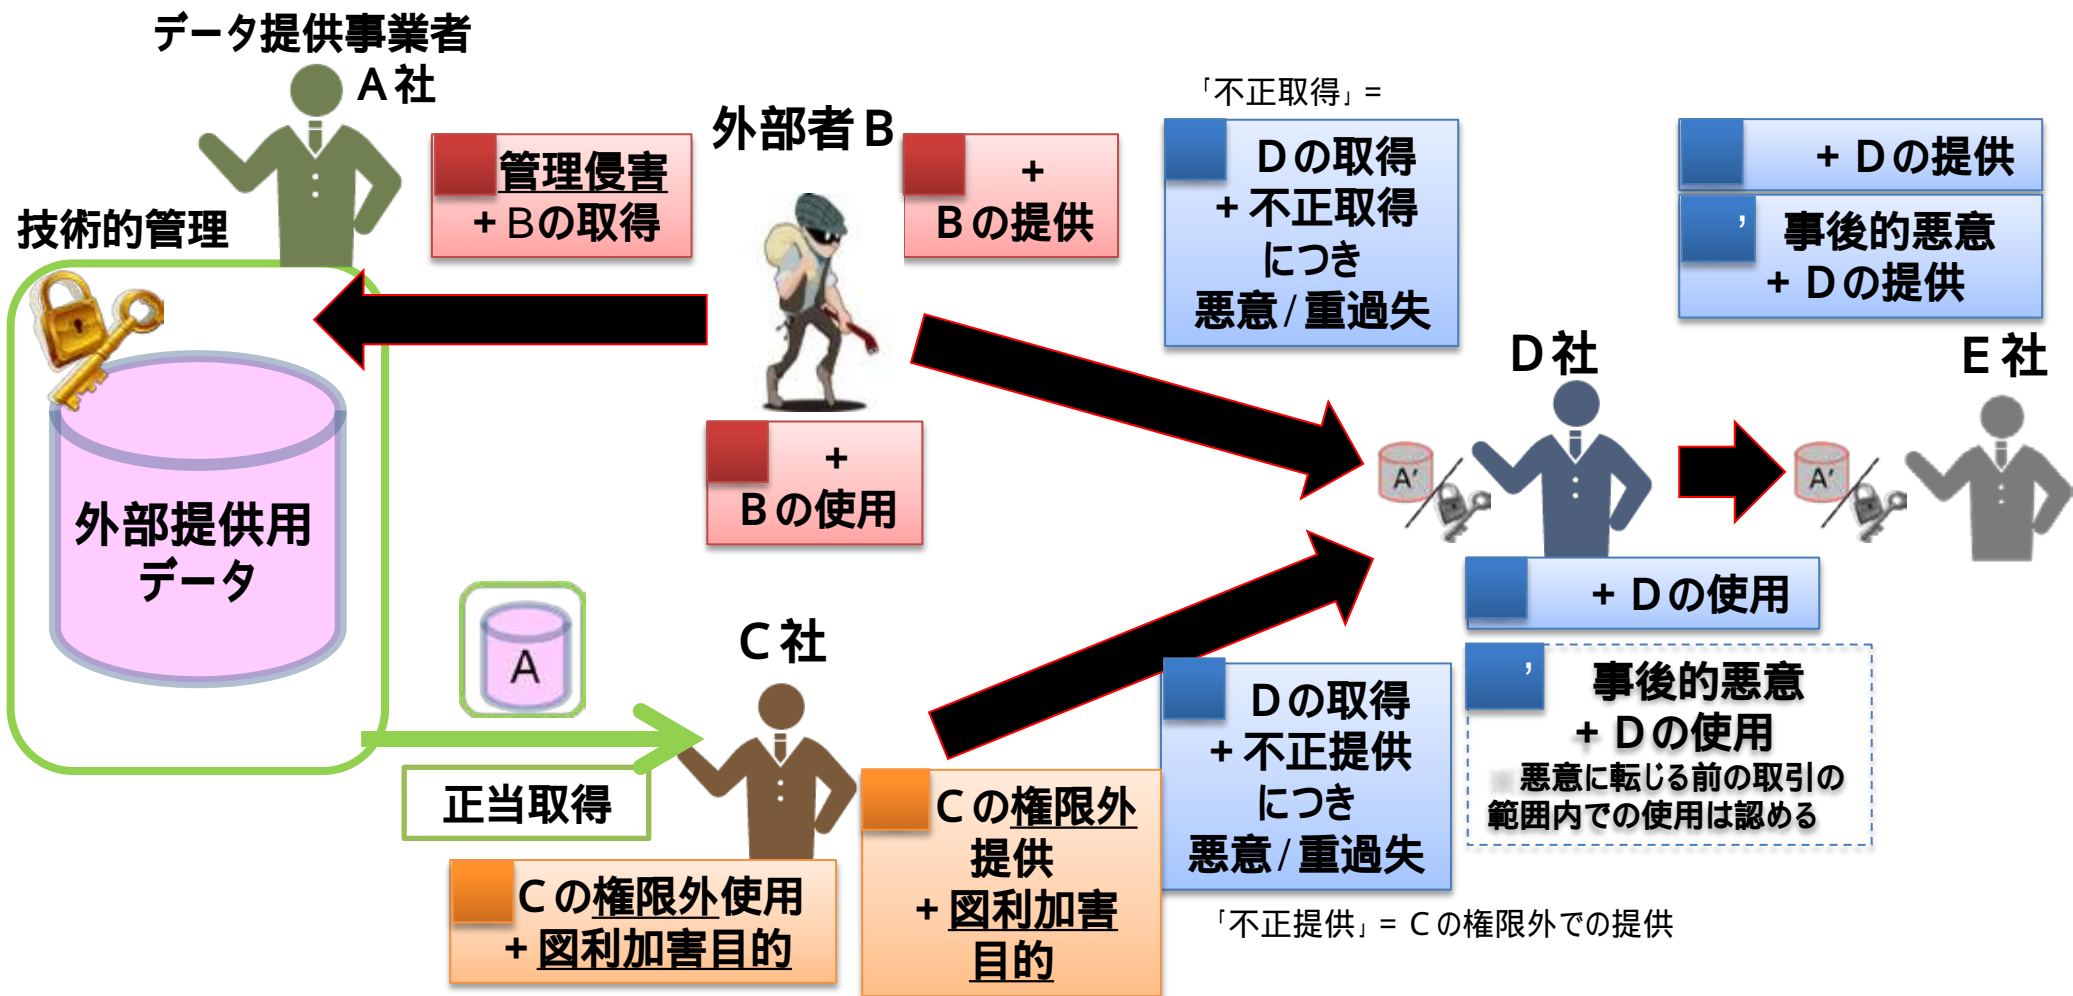 データ提供事業者
A社
技術的管理
外部提供用
データ
管理侵害
+ Bの取得
外部者B
+
Bの提供
+
Bの使用
「不正取得」=
Dの取得
+ 不正取得
につき
悪意/重過失
+ Dの提供
’ 事後的悪意
+ Dの提供
D社
E社
A′
A′
+ Dの使用
’ 事後的悪意
+ Dの使用
※悪意に転じる前の取引の
範囲内での使用は認める
A
正当取得
C社
Cの権限外使用
+ 図利加害目的
Cの権限外
提供
+ 図利加害
目的
Dの取得
+ 不正提供
につき
悪意/重過失
「不正提供」= Cの権限外での提供